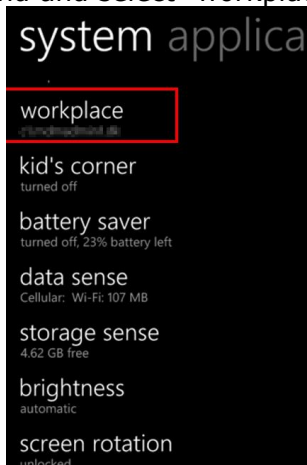 system applica
workplace
kid's corner
turned off
battery saver
turned off, 23% battery left
data sense
Cellular: Wi-Fi: 107 MB
storage sense
4.62 GB free
brightness
automatic
screen rotation
unlocked